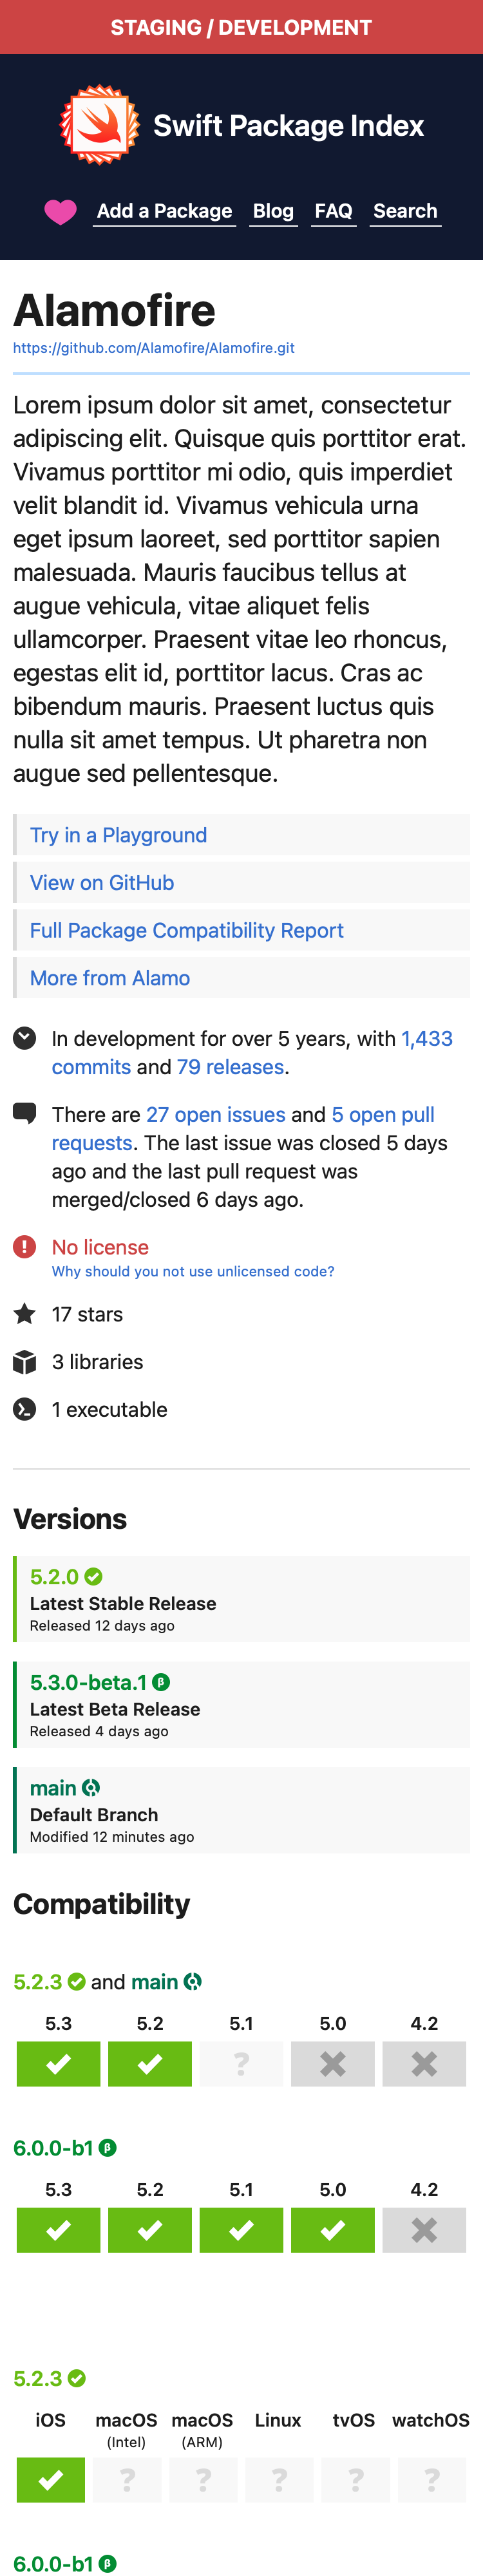 STAGING / DEVELOPMENT
Swift Package Index
Add a Package Blog FAQ Search
Alamofire
https://github.com/Alamofire/Alamofire.git
Lorem ipsum dolor sit amet, consectetur
adipiscing elit. Quisque quis porttitor erat.
Vivamus porttitor mi odio, quis imperdiet
velit blandit id. Vivamus vehicula urna
eget ipsum laoreet, sed porttitor sapien
malesuada. Mauris faucibus tellus at
augue vehicula, vitae aliquet felis
ullamcorper. Praesent vitae leo rhoncus,
egestas elit id, porttitor lacus. Cras ac
bibendum mauris. Praesent luctus quis
nulla sit amet tempus. Ut pharetra non
augue sed pellentesque.
Try in a Playground
View on GitHub
Full Package Compatibility Report
More from Alamo
In development for over 5 years, with 1,433
commits and 79 releases.
There are 27 open issues and 5 open pull
requests. The last issue was closed 5 days
ago and the last pull request was
merged/closed 6 days ago.
No license
Why should you not use unlicensed code?
17 stars
3 libraries
1 executable
Versions
5.2.0
Latest Stable Release
Released 12 days ago
5.3.0-beta.1 β
Latest Beta Release
Released 4 days ago
main
Default Branch
Modified 12 minutes ago
Compatibility
5.2.3 and main
5.3 5.2 5.1 5.0 4.2
?
6.0.0-b1 β
5.3 5.2 5.1 5.0 4.2
5.2.3
iOS macOS macOS Linux tvOS watchOS
(Intel) (ARM)
? ? ? ? ?
6.0.0-b1 β